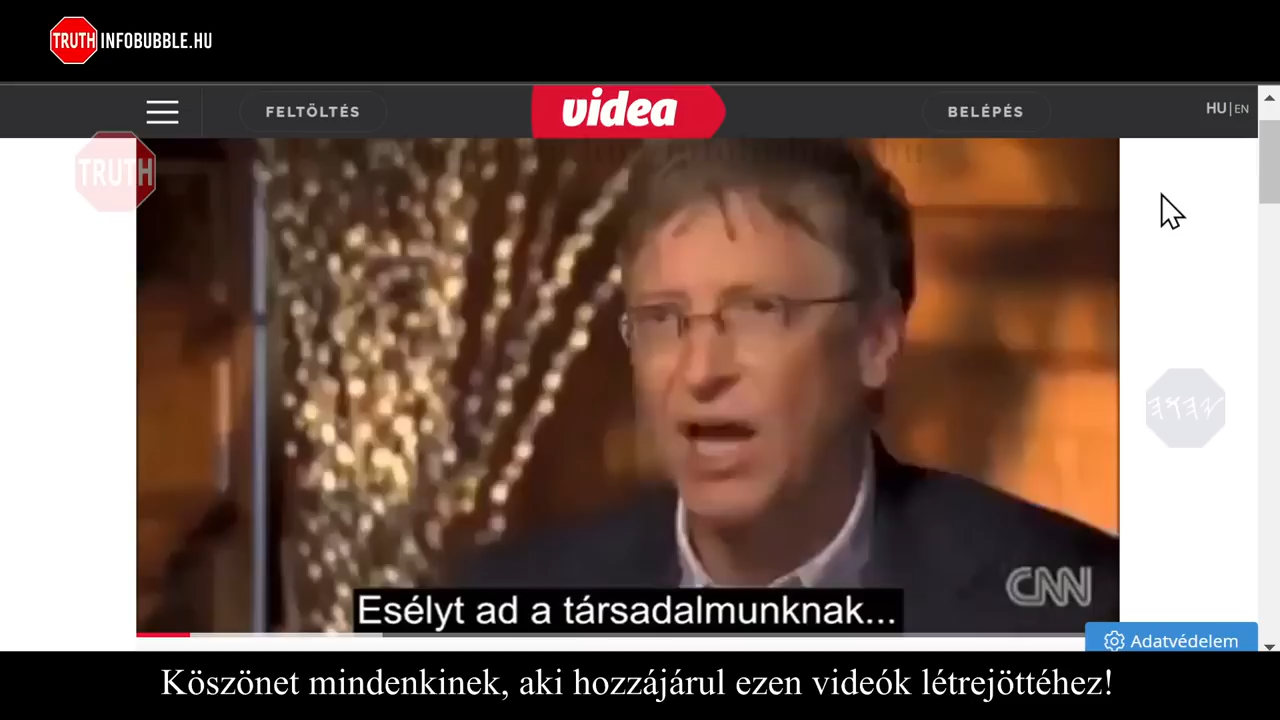 TRUTH INFOBUBBLE.HU
FELTÖLTÉS
videa
BELÉPÉS
HU|EN
TRUTH
CNN
Esélyt ad a társadalmunknak...
Adatvédelem
Köszönet mindenkinek, aki hozzájárul ezen videók létrejöttéhez!